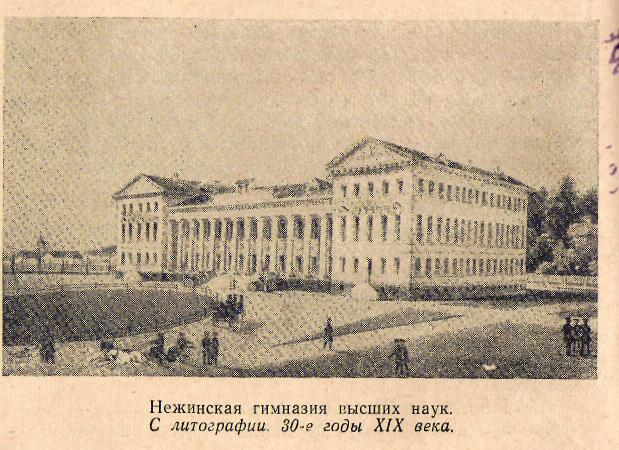 Нежинская гимназия высших наук.
С литографии. 30-е годы XIX века.